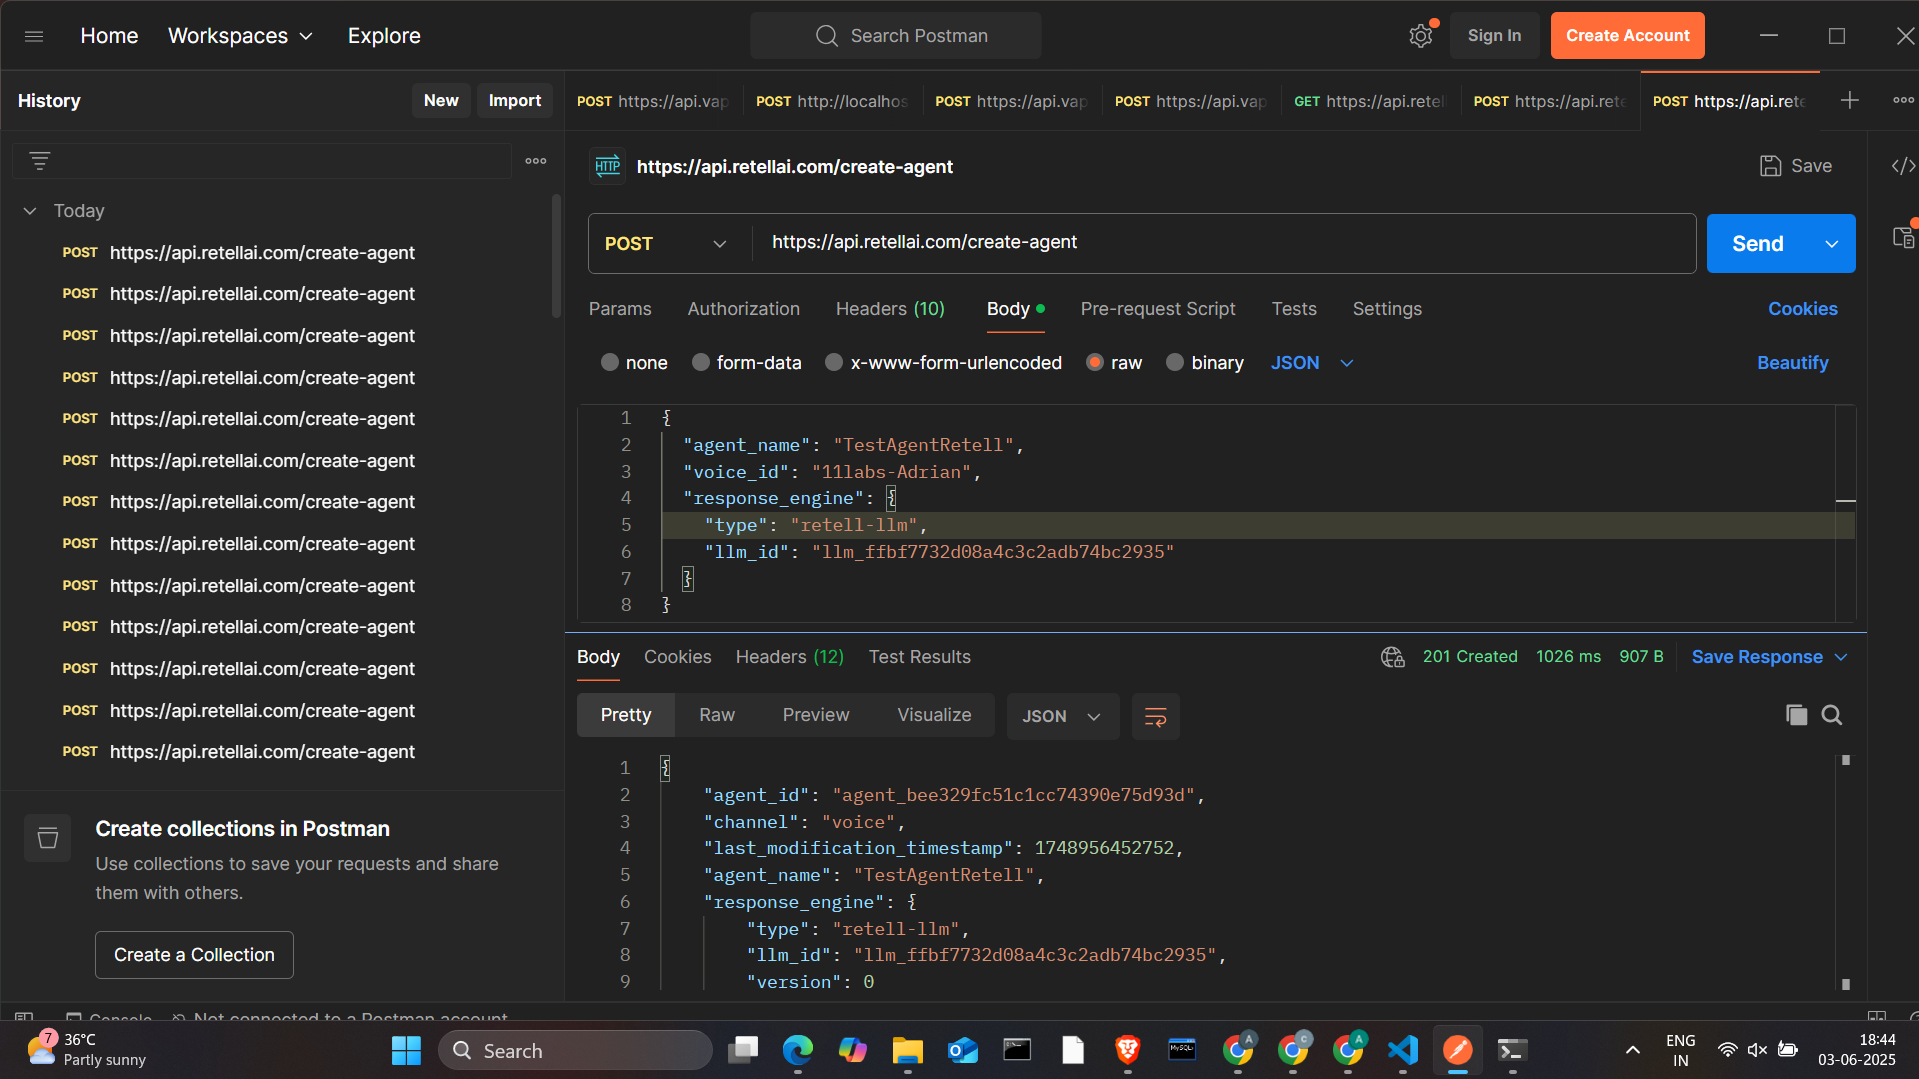 Home
Workspaces
Explore
Search Postman
Sign In
Create Account
History
New
Import
POST https://api.vap
POST http://localhos
POST https://api.vap
POST https://api.vap
GET https://api.retell
POST https://api.rete
POST https://api.rete
Today
POST https://api.retellai.com/create-agent
POST https://api.retellai.com/create-agent
POST https://api.retellai.com/create-agent
POST https://api.retellai.com/create-agent
POST https://api.retellai.com/create-agent
POST https://api.retellai.com/create-agent
POST https://api.retellai.com/create-agent
POST https://api.retellai.com/create-agent
POST https://api.retellai.com/create-agent
POST https://api.retellai.com/create-agent
POST https://api.retellai.com/create-agent
POST https://api.retellai.com/create-agent
POST https://api.retellai.com/create-agent
Create collections in Postman
Use collections to save your requests and share
them with others.
Create a Collection
HTTP https://api.retellai.com/create-agent
Save
</>
POST https://api.retellai.com/create-agent
Send
Params Authorization Headers (10) Body Pre-request Script Tests Settings Cookies
none form-data x-www-form-urlencoded raw binary JSON Beautify
1 {
2 "agent_name": "TestAgentRetell",
3 "voice_id": "11labs-Adrian",
4 "response_engine": {
5 "type": "retell-llm",
6 "llm_id": "llm_ffbf7732d08a4c3c2adb74bc2935"
7 }
8 }
Body Cookies Headers (12) Test Results 201 Created 1026 ms 907 B Save Response
Pretty Raw Preview Visualize JSON
1 {
2 "agent_id": "agent_bee329fc51c1cc74390e75d93d",
3 "channel": "voice",
4 "last_modification_timestamp": 1748956452752,
5 "agent_name": "TestAgentRetell",
6 "response_engine": {
7 "type": "retell-llm",
8 "llm_id": "llm_ffbf7732d08a4c3c2adb74bc2935",
9 "version": 0
Console Not connected to a Postman account
7
36°C
Partly sunny
Search
MySQL
A
C
A
ENG
IN
18:44
03-06-2025